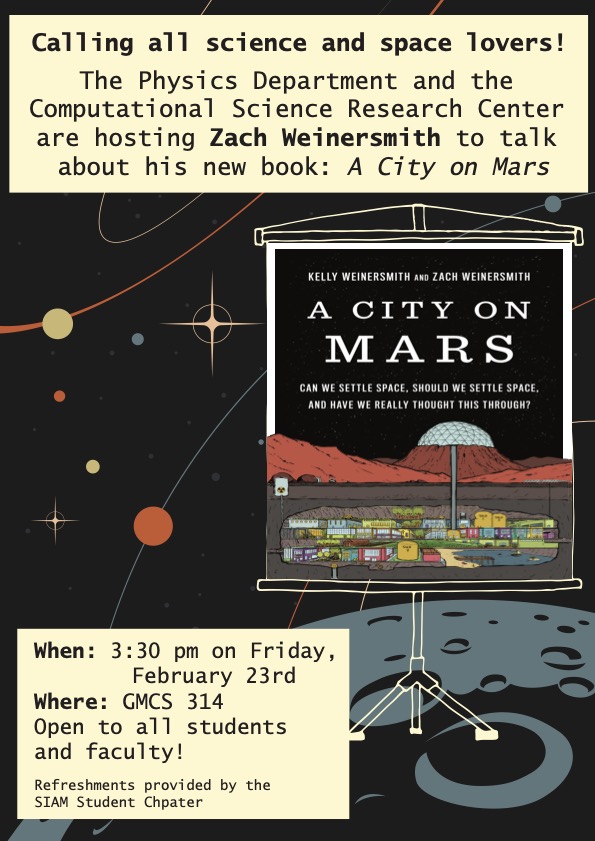 Calling all science and space lovers!
The Physics Department and the
Computational Science Research Center
are hosting Zach Weinersmith to talk
about his new book: A City on Mars
KELLY WEINERSMITH AND ZACH WEINERSMITH
A CITY ON
MARS
CAN WE SETTLE SPACE, SHOULD WE SETTLE SPACE,
AND HAVE WE REALLY THOUGHT THIS THROUGH?
When: 3:30 pm on Friday,
February 23rd
Where: GMCS 314
Open to all students
and faculty!
Refreshments provided by the
SIAM Student Chpater